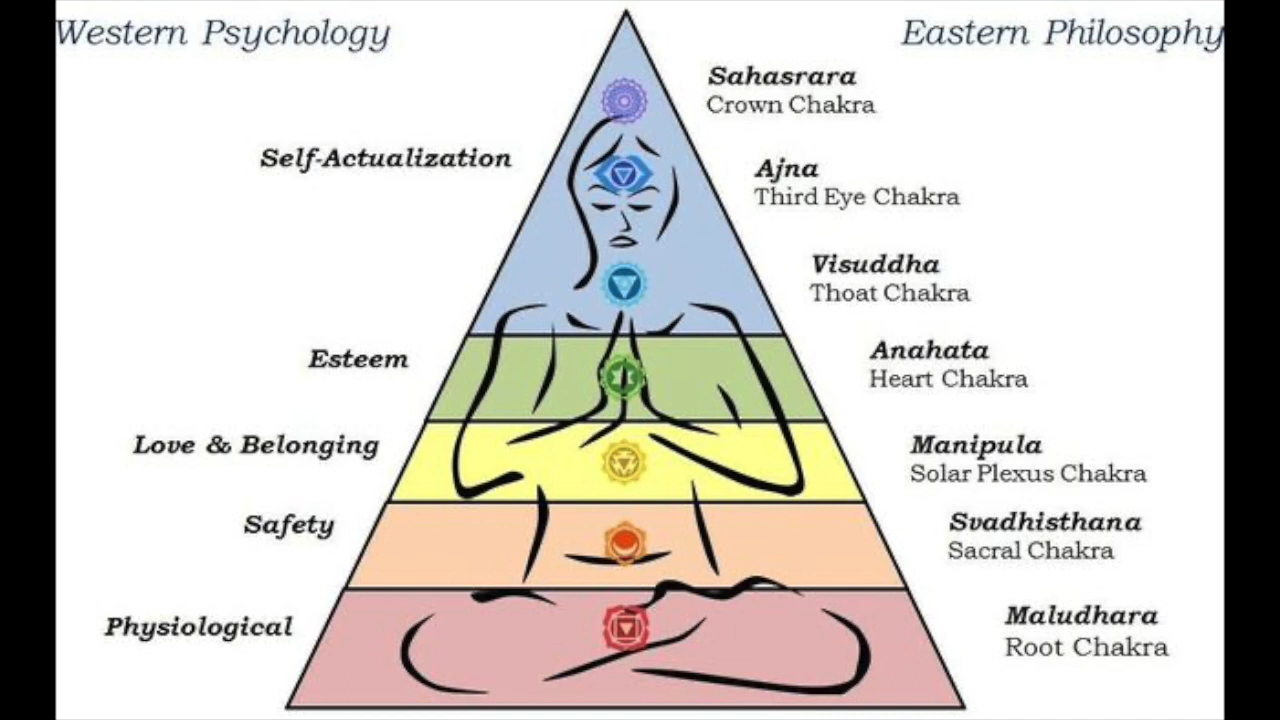 Western Psychology
Eastern Philosophy
Sahasrara
Crown Chakra
Self-Actualization
Ajna
Third Eye Chakra
Visuddha
Thoat Chakra
Esteem
Anahata
Heart Chakra
Love & Belonging
Manipula
Solar Plexus Chakra
Safety
Svadhisthana
Sacral Chakra
Physiological
Maludhara
Root Chakra